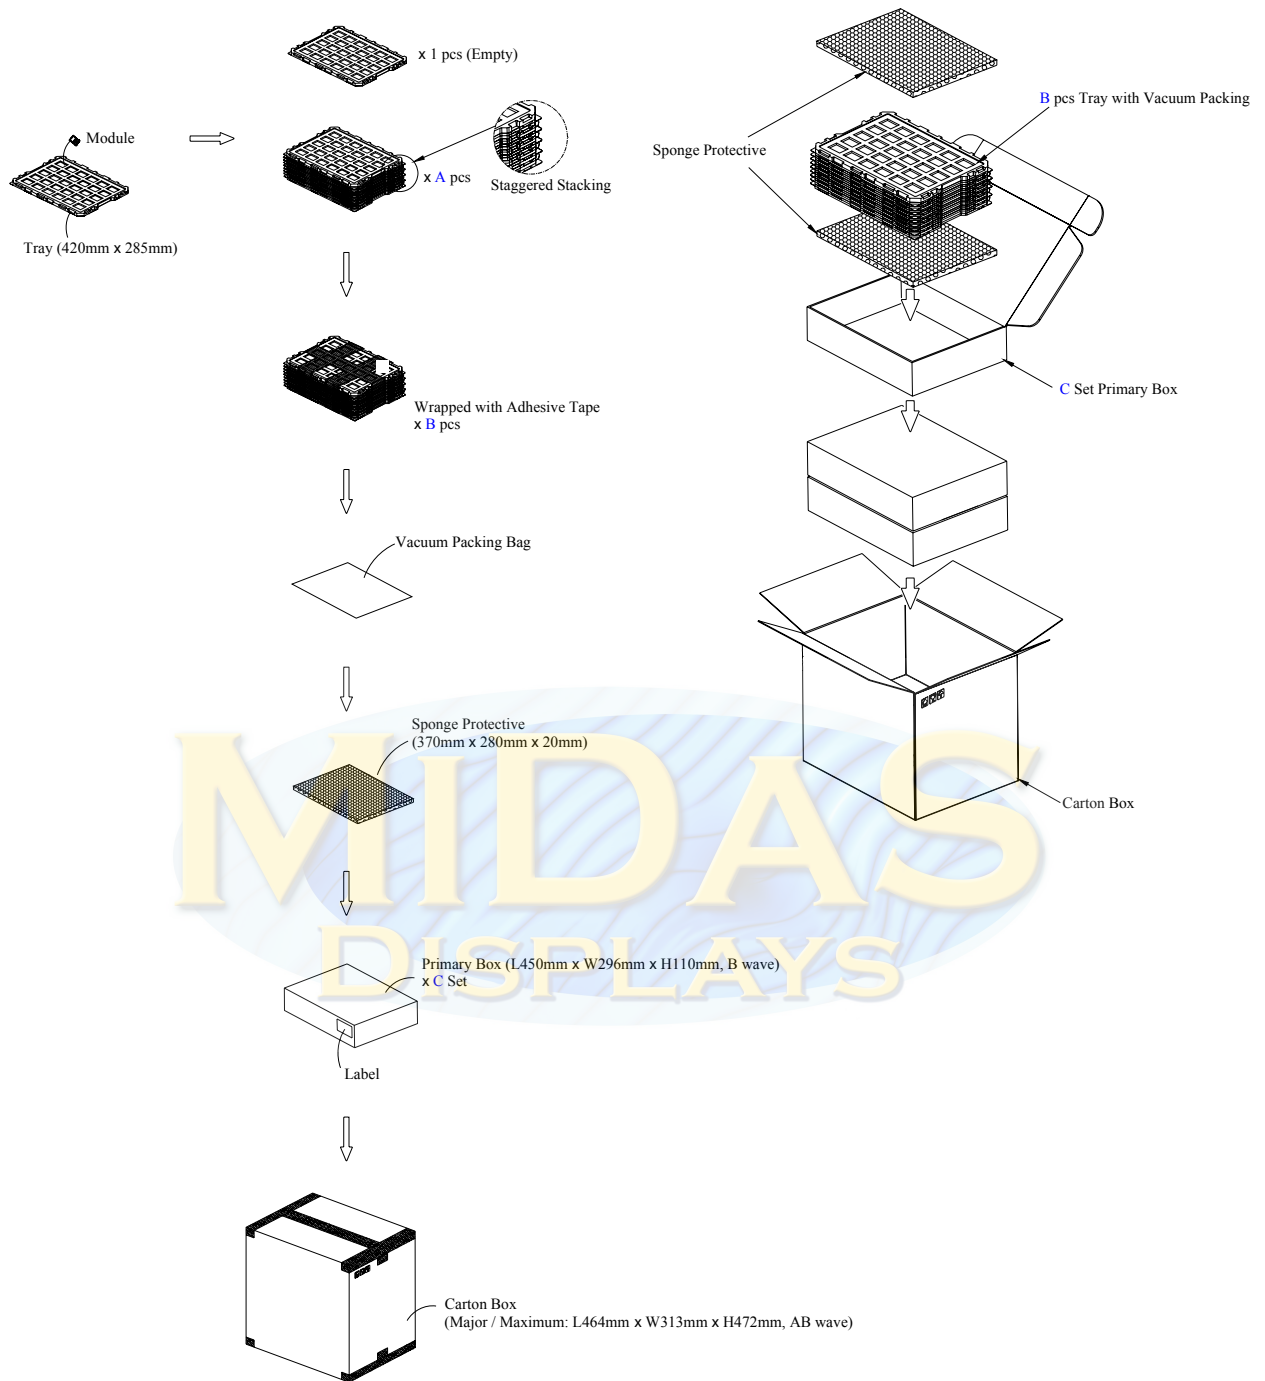 x 1 pcs (Empty)
Module
x A pcs
Staggered Stacking
Tray (420mm x 285mm)
Wrapped with Adhesive Tape
x B pcs
Vacuum Packing Bag
Sponge Protective
(370mm x 280mm x 20mm)
Primary Box (L450mm x W296mm x H110mm, B wave)
x C Set
Label
Carton Box
(Major / Maximum: L464mm x W313mm x H472mm, AB wave)
B pcs Tray with Vacuum Packing
Sponge Protective
C Set Primary Box
Carton Box
MIDAS
DISPLAYS